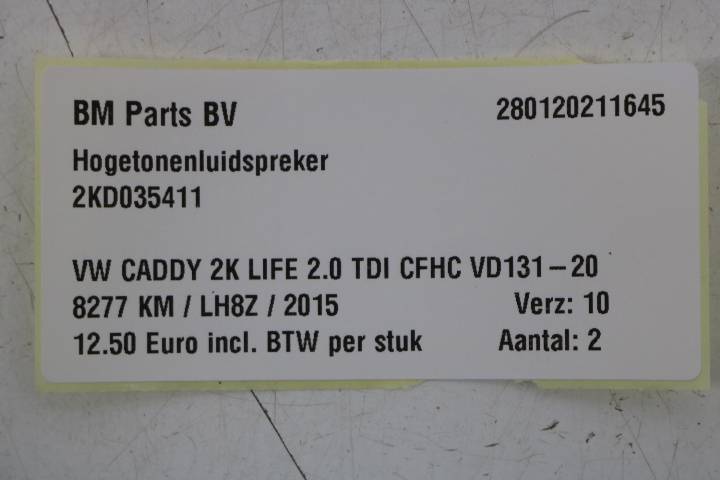 BM Parts BV 280120211645
Hogetonenluidspreker
2KD035411
VW CADDY 2K LIFE 2.0 TDI CFHC VD131-20
8277 KM / LH8Z / 2015 Verz: 10
12.50 Euro incl. BTW per stuk Aantal: 2